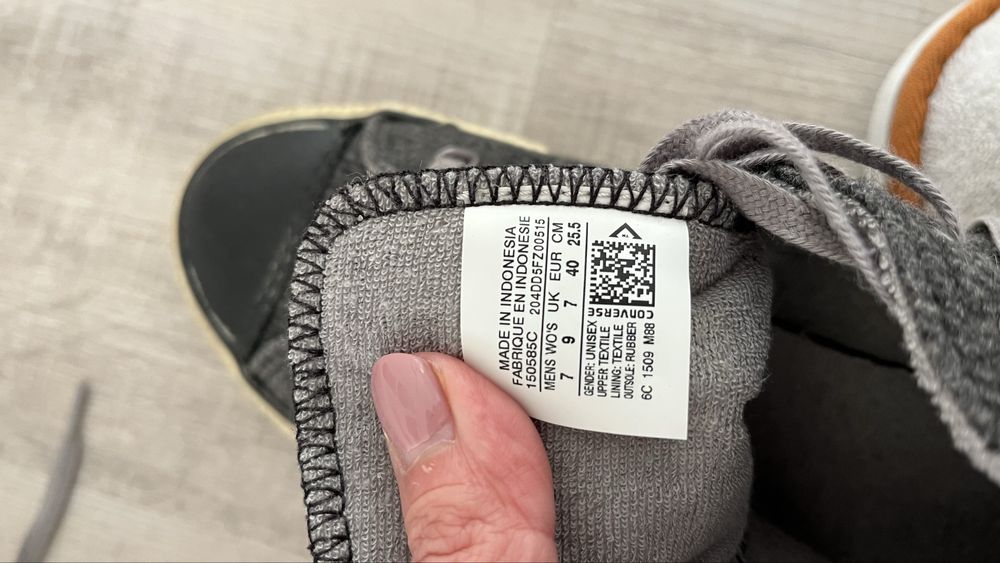 MADE IN INDONESIA
FABRIQUE EN INDONESIE
150585C 204DD5FZ00515
MENS WO'S UK EUR CM
7 9 7 40 25.5
CONVERSE
GENDER: UNISEX
UPPER TEXTILE
LINING: TEXTILE
OUTSOLE: RUBBER
6C 1509 M88